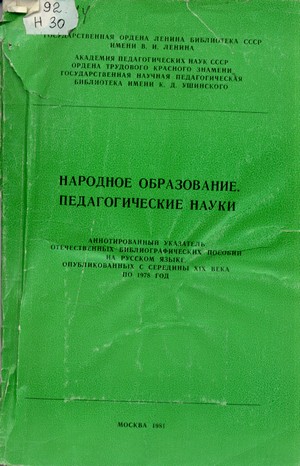 92
Н 30
ГОСУДАРСТВЕННАЯ ОРДЕНА ЛЕНИНА БИБЛИОТЕКА СССР
ИМЕНИ В. И. ЛЕНИНА
АКАДЕМИЯ ПЕДАГОГИЧЕСКИХ НАУК СССР
ОРДЕНА ТРУДОВОГО КРАСНОГО ЗНАМЕНИ
ГОСУДАРСТВЕННАЯ НАУЧНАЯ ПЕДАГОГИЧЕСКАЯ
БИБЛИОТЕКА ИМЕНИ К. Д. УШИНСКОГО
НАРОДНОЕ ОБРАЗОВАНИЕ.
ПЕДАГОГИЧЕСКИЕ НАУКИ
АННОТИРОВАННЫЙ УКАЗАТЕЛЬ
ОТЕЧЕСТВЕННЫХ БИБЛИОГРАФИЧЕСКИХ ПОСОБИЙ
НА РУССКОМ ЯЗЫКЕ,
ОПУБЛИКОВАННЫХ С СЕРЕДИНЫ XIX ВЕКА
ПО 1978 ГОД
МОСКВА 1981